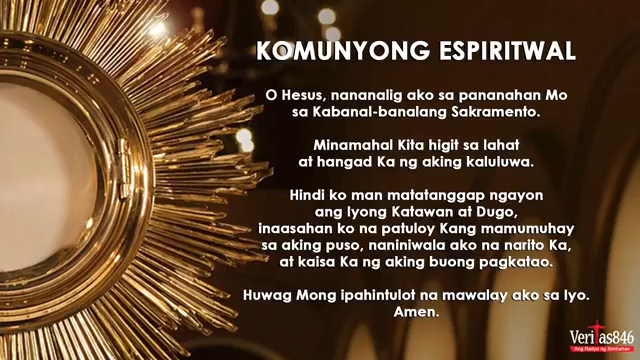 KOMUNYONG ESPIRITWAL
O Hesus, nananalig ako sa pananahan Mo
sa Kabanal-banalang Sakramento.
Minamahal Kita higit sa lahat
at hangad Ka ng aking kaluluwa.
Hindi ko man matatanggap ngayon
ang Iyong Katawan at Dugo,
inaasahan ko na patuloy Kang mamumuhay
sa aking puso, naniniwala ako na narito Ka,
at kaisa Ka ng aking buong pagkatao.
Huwag Mong ipahintulot na mawalay ako sa Iyo.
Amen.
Veritas846
Ang Radyo ng Simbahan